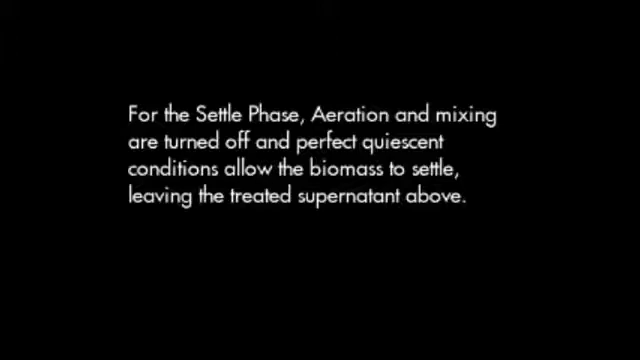 For the Settle Phase, Aeration and mixing
are turned off and perfect quiescent
conditions allow the biomass to settle,
leaving the treated supernatant above.